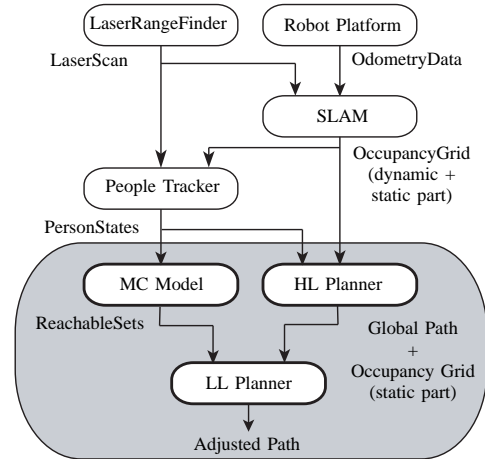 LaserRangeFinder
Robot Platform
LaserScan
OdometryData
SLAM
OccupancyGrid
(dynamic +
static part)
People Tracker
PersonStates
MC Model
HL Planner
ReachableSets
Global Path
+
Occupancy Grid
(static part)
LL Planner
Adjusted Path